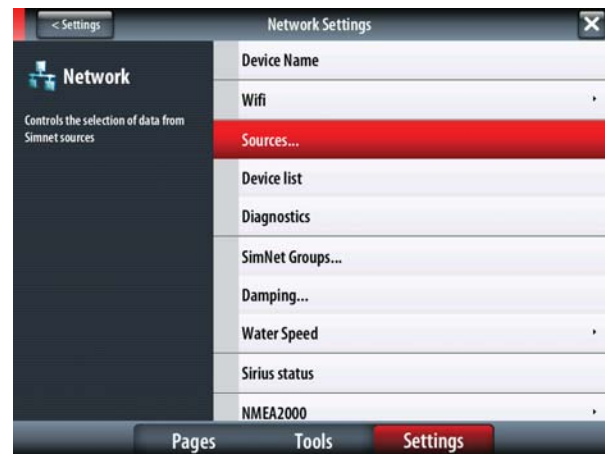 < Settings
Network Settings
Network
Controls the selection of data from
Simnet sources
Device Name
Wifi
Sources...
Device list
Diagnostics
SimNet Groups...
Damping...
Water Speed
Sirius status
NMEA2000
Pages
Tools
Settings